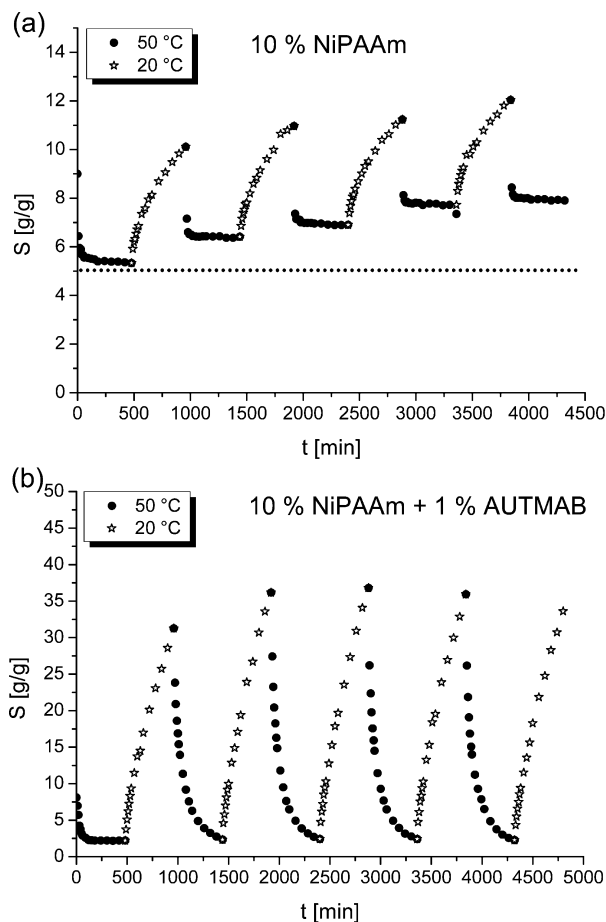 (a)
50 °C
20 °C
10 % NiPAAm
14
12
10
8
6
4
2
0
S [g/g]
0 500 1000 1500 2000 2500 3000 3500 4000 4500
t [min]
(b)
50 °C
20 °C
10 % NiPAAm + 1 % AUTMAB
50
45
40
35
30
25
20
15
10
5
0
S [g/g]
0 500 1000 1500 2000 2500 3000 3500 4000 4500 5000
t [min]